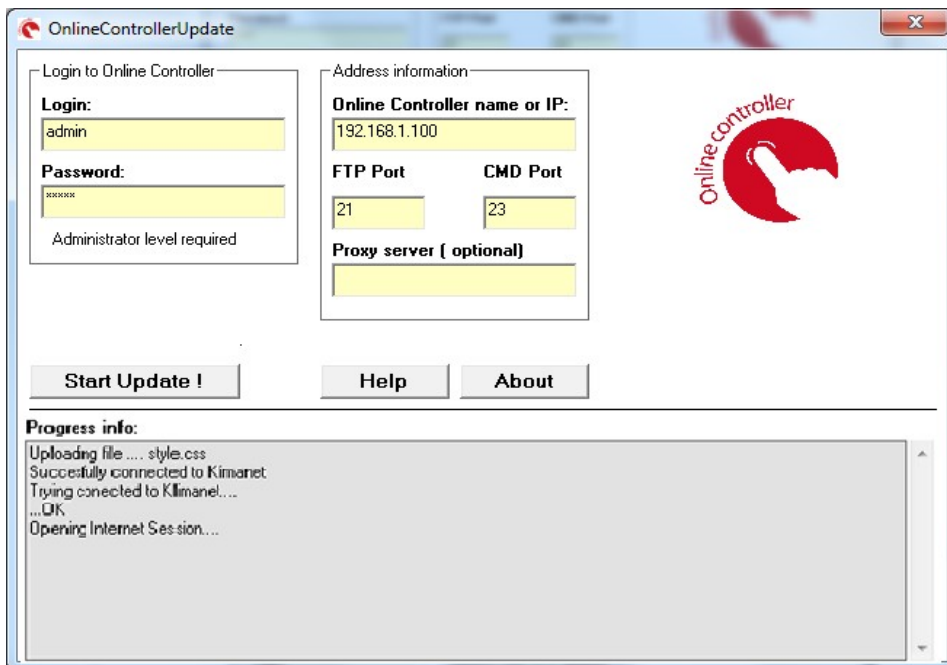 OnlineControllerUpdate
Login to Online Controller
Login:
admin
Password:
*****
Administrator level required
Address information
Online Controller name or IP:
192.168.1.100
FTP Port
CMD Port
21
23
Proxy server ( optional)
Online controller
Start Update !
Help
About
Progress info:
Uploading file .... style.css
Succesfully connected to Kimanet
Trying conected to Klimanet....
...OK
Opening Internet Session....